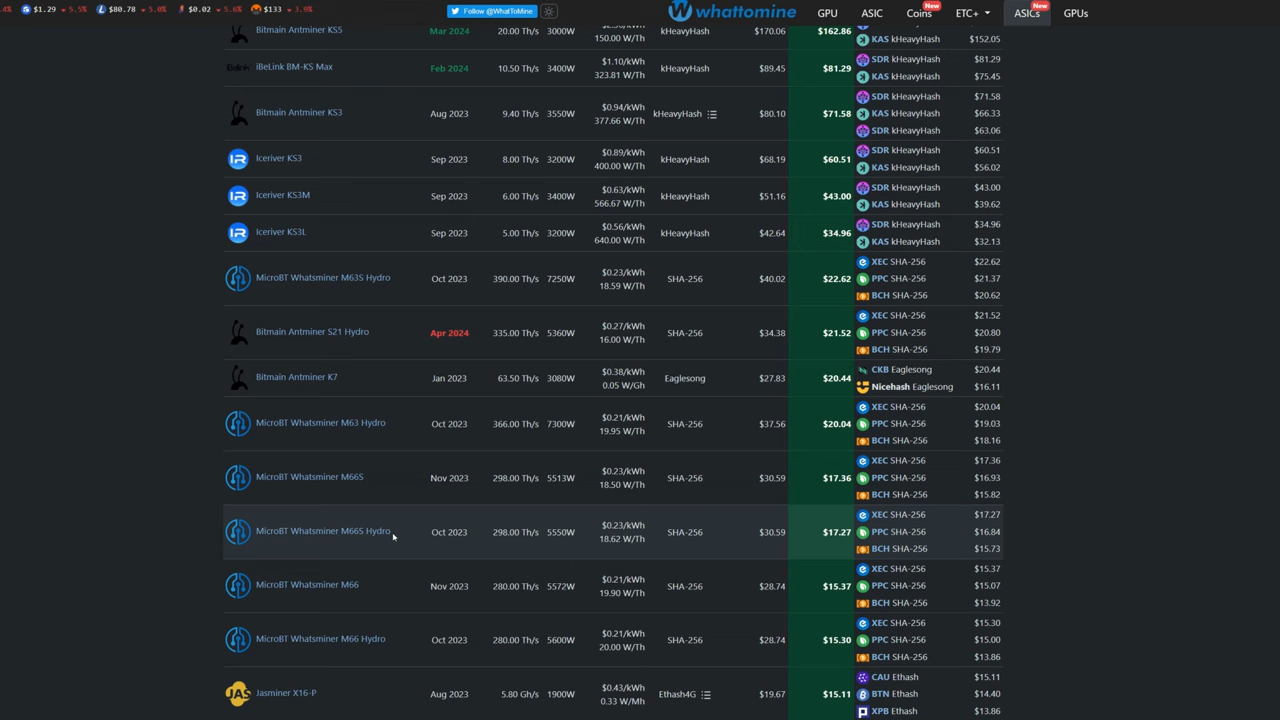 .4% $1.29 5.5% $80.78 5.0% $0.02 5.6% $133 3.9% Follow @WhatToMine whattomine GPU ASIC Coins New ETC+ ASICs New GPUs
Bitmain Antminer KS5 Mar 2024 20.00 Th/s 3000W 150.00 W/Th kHeavyHash $170.06 $162.86 KAS kHeavyHash $152.05
iBeLink BM-KS Max Feb 2024 10.50 Th/s 3400W $1.10/kWh 323.81 W/Th kHeavyHash $89.45 $81.29 SDR kHeavyHash $81.29
KAS kHeavyHash $75.45
Bitmain Antminer KS3 Aug 2023 9.40 Th/s 3550W $0.94/kWh 377.66 W/Th kHeavyHash $80.10 $71.58 SDR kHeavyHash $71.58
KAS kHeavyHash $66.33
SDR kHeavyHash $63.06
Iceriver KS3 Sep 2023 8.00 Th/s 3200W $0.89/kWh 400.00 W/Th kHeavyHash $68.19 $60.51 SDR kHeavyHash $60.51
KAS kHeavyHash $56.02
Iceriver KS3M Sep 2023 6.00 Th/s 3400W $0.63/kWh 566.67 W/Th kHeavyHash $51.16 $43.00 SDR kHeavyHash $43.00
KAS kHeavyHash $39.62
Iceriver KS3L Sep 2023 5.00 Th/s 3200W $0.56/kWh 640.00 W/Th kHeavyHash $42.64 $34.96 SDR kHeavyHash $34.96
KAS kHeavyHash $32.13
MicroBT Whatsminer M63S Hydro Oct 2023 390.00 Th/s 7250W $0.23/kWh 18.59 W/Th SHA-256 $40.02 $22.62 XEC SHA-256 $22.62
PPC SHA-256 $21.37
BCH SHA-256 $20.62
Bitmain Antminer S21 Hydro Apr 2024 335.00 Th/s 5360W $0.27/kWh 16.00 W/Th SHA-256 $34.38 $21.52 XEC SHA-256 $21.52
PPC SHA-256 $20.80
BCH SHA-256 $19.79
Bitmain Antminer K7 Jan 2023 63.50 Th/s 3080W $0.38/kWh 0.05 W/Gh Eaglesong $27.83 $20.44 CKB Eaglesong $20.44
Nicehash Eaglesong $16.11
MicroBT Whatsminer M63 Hydro Oct 2023 366.00 Th/s 7300W $0.21/kWh 19.95 W/Th SHA-256 $37.56 $20.04 XEC SHA-256 $20.04
PPC SHA-256 $19.03
BCH SHA-256 $18.16
MicroBT Whatsminer M66S Nov 2023 298.00 Th/s 5513W $0.23/kWh 18.50 W/Th SHA-256 $30.59 $17.36 XEC SHA-256 $17.36
PPC SHA-256 $16.93
BCH SHA-256 $15.82
MicroBT Whatsminer M66S Hydro Oct 2023 298.00 Th/s 5550W $0.23/kWh 18.62 W/Th SHA-256 $30.59 $17.27 XEC SHA-256 $17.27
PPC SHA-256 $16.84
BCH SHA-256 $15.73
MicroBT Whatsminer M66 Nov 2023 280.00 Th/s 5572W $0.21/kWh 19.90 W/Th SHA-256 $28.74 $15.37 XEC SHA-256 $15.37
PPC SHA-256 $15.07
BCH SHA-256 $13.92
MicroBT Whatsminer M66 Hydro Oct 2023 280.00 Th/s 5600W $0.21/kWh 20.00 W/Th SHA-256 $28.74 $15.30 XEC SHA-256 $15.30
PPC SHA-256 $15.00
BCH SHA-256 $13.86
JAS Jasminer X16-P Aug 2023 5.80 Gh/s 1900W $0.43/kWh 0.33 W/Mh Ethash4G $19.67 $15.11 CAU Ethash $15.11
BTN Ethash $14.40
XPB Ethash $13.86